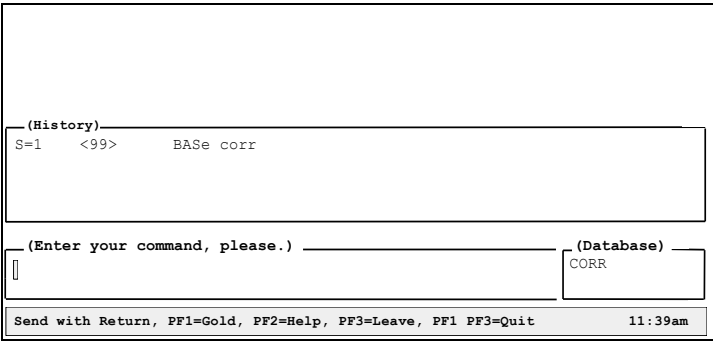 (History)
S=1 <99> BASe corr
(Enter your command, please.) (Database)
CORR
Send with Return, PF1=Gold, PF2=Help, PF3=Leave, PF1 PF3=Quit 11:39am